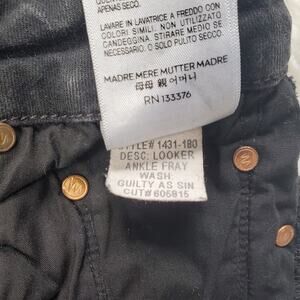 APENAS SECO.
LAVARE IN LAVATRICE A FREDDO CON
COLORI SIMILI. NON UTILIZZATO
CANDEGGINA. STIRARE MEDIO SE
NECESSARIO. O SOLO PULITO SECCO.
MADRE MERE MUTTER MADRE
母母 親 어머니
RN 133376
STYLE# 1431-180
DESC: LOOKER
ANKLE FRAY
WASH:
GUILTY AS SIN
CUT# 605915